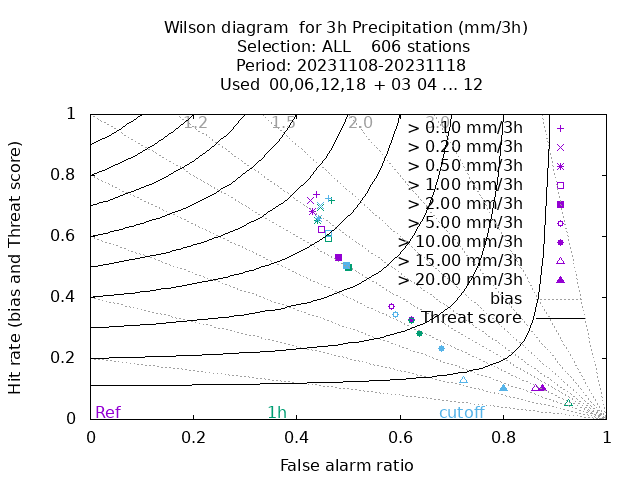 Wilson diagram  for 3h Precipitation (mm/3h)
Selection: ALL    606 stations
Period: 20231108-20231118
Used  00,06,12,18  + 03 04 ... 12
Hit rate (bias and Threat score)
1
0.8
0.6
0.4
0.2
0
1.2
1.5
2.0
3.0
> 0.10 mm/3h
> 0.20 mm/3h
> 0.50 mm/3h
> 1.00 mm/3h
> 2.00 mm/3h
> 5.00 mm/3h
> 10.00 mm/3h
> 15.00 mm/3h
> 20.00 mm/3h
bias
Threat score
Ref
1h
cutoff
0
0.2
0.4
0.6
0.8
1
False alarm ratio